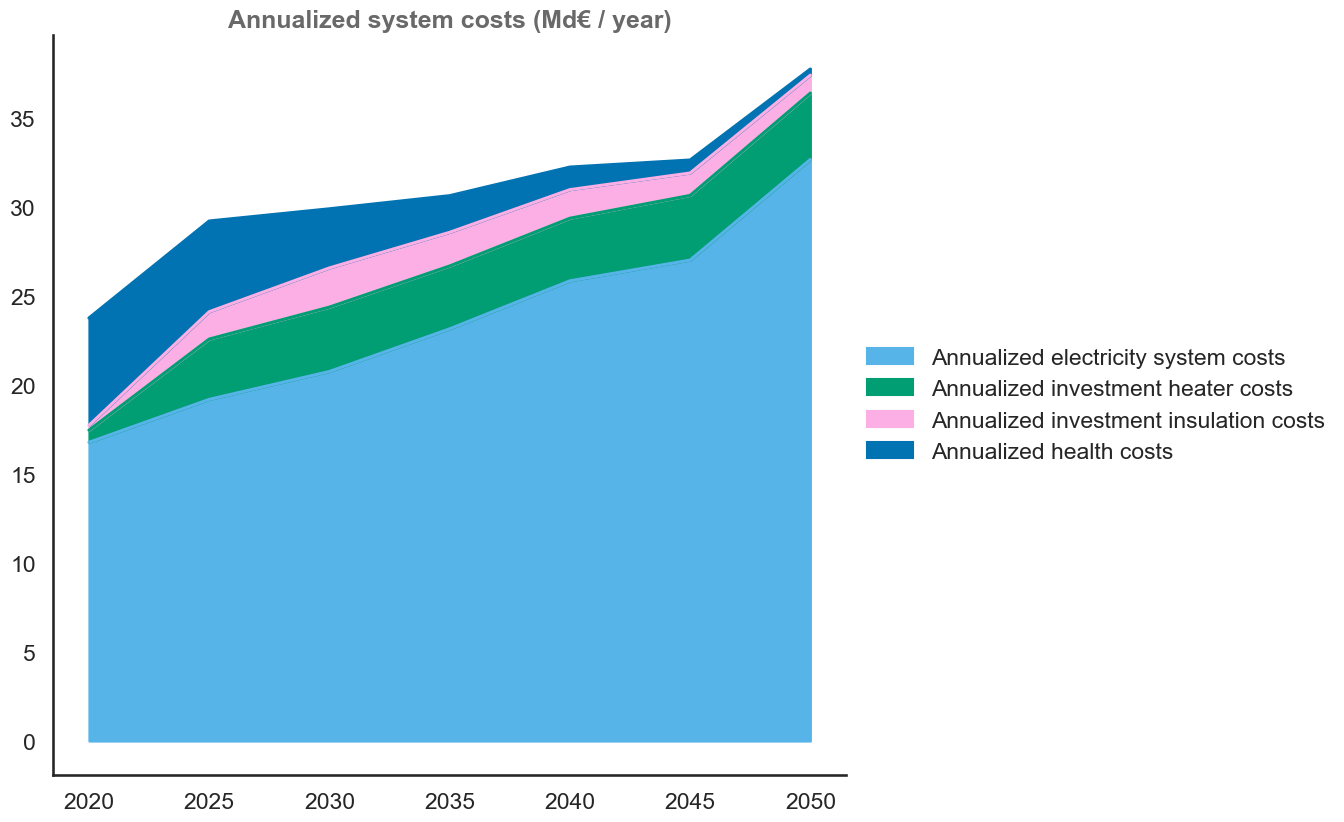 Annualized system costs (Md€ / year)
35
30
25
20
15
10
5
0
2020 2025 2030 2035 2040 2045 2050
Annualized electricity system costs
Annualized investment heater costs
Annualized investment insulation costs
Annualized health costs